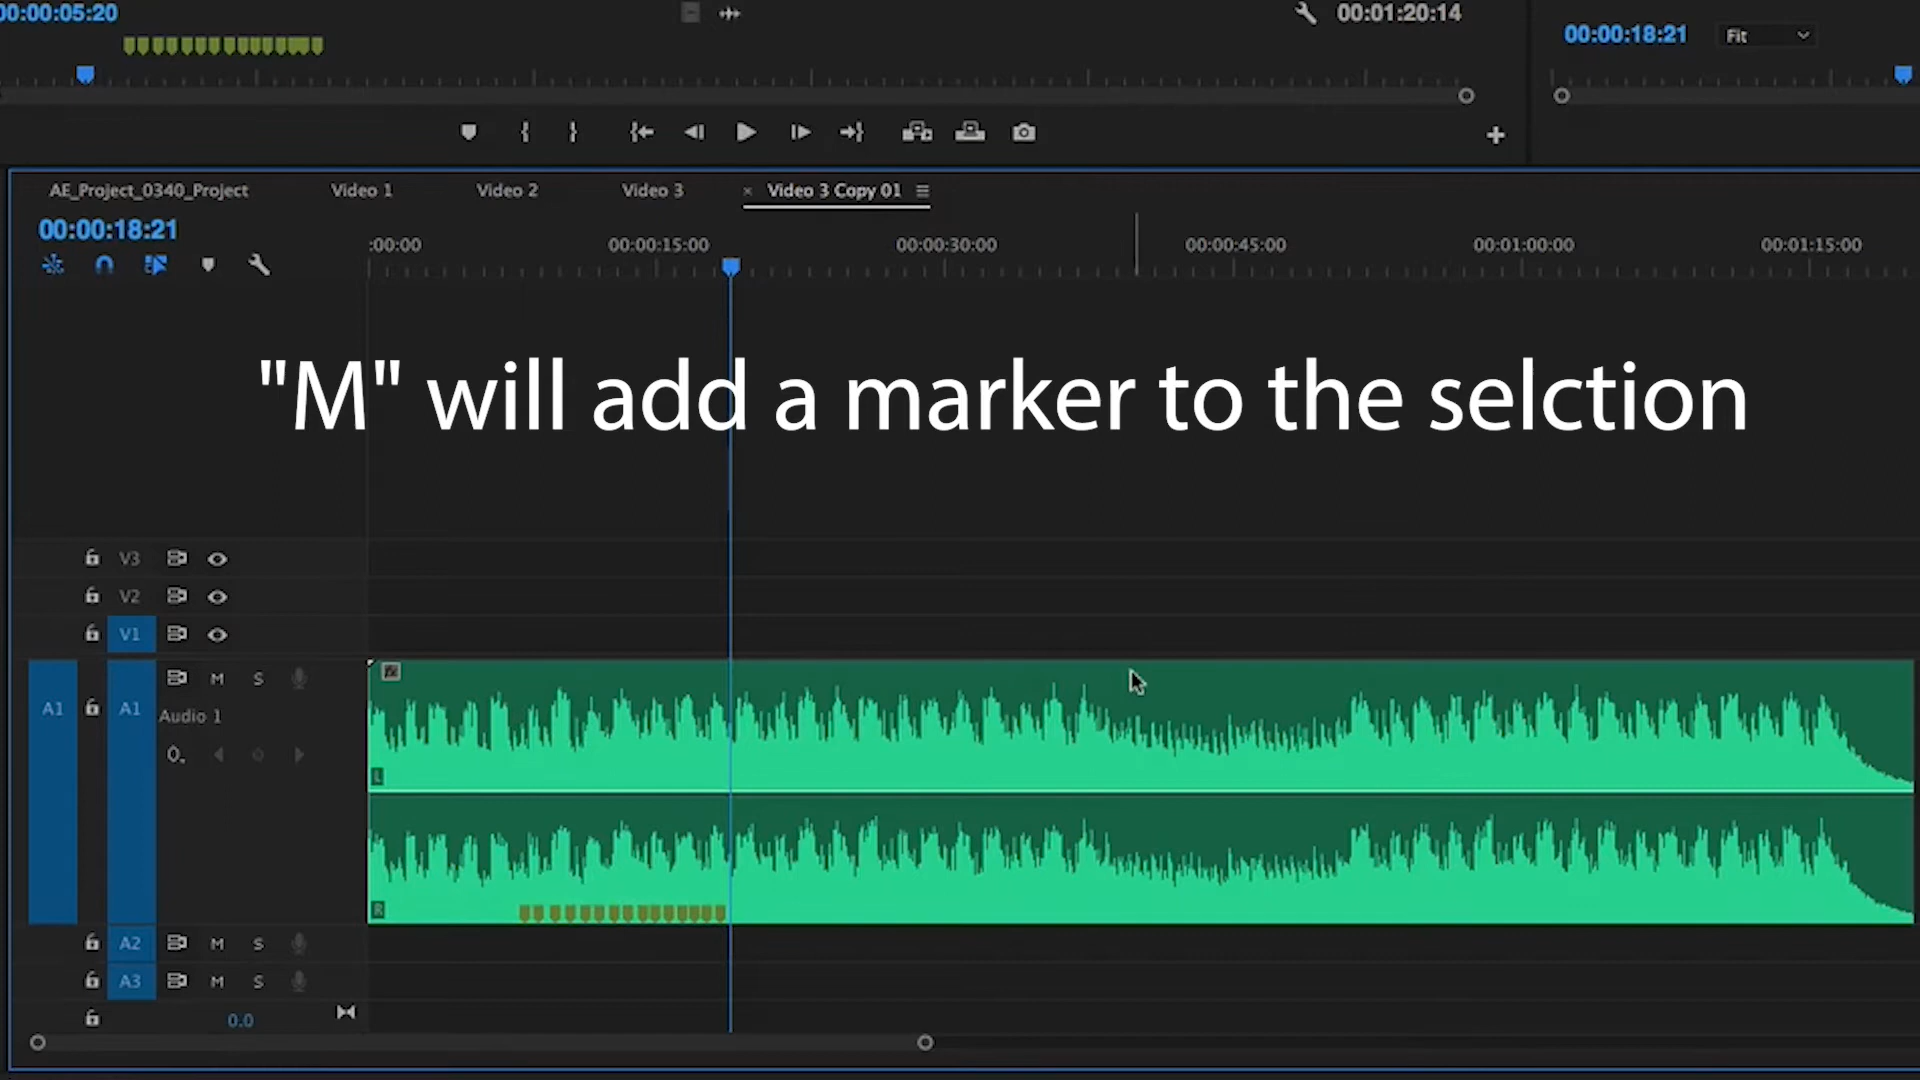 00:00:05:20
00:01:20:14
00:00:18:21 Fit
AE_Project_0340_Project Video 1 Video 2 Video 3 × Video 3 Copy 01
00:00:18:21
:00:00 00:00:15:00 00:00:30:00 00:00:45:00 00:01:00:00 00:01:15:00
"M" will add a marker to the selction
V3
V2
V1
M S
A1 A1
Audio 1
0.
fx
L
R
A2 M S
A3 M S
0.0